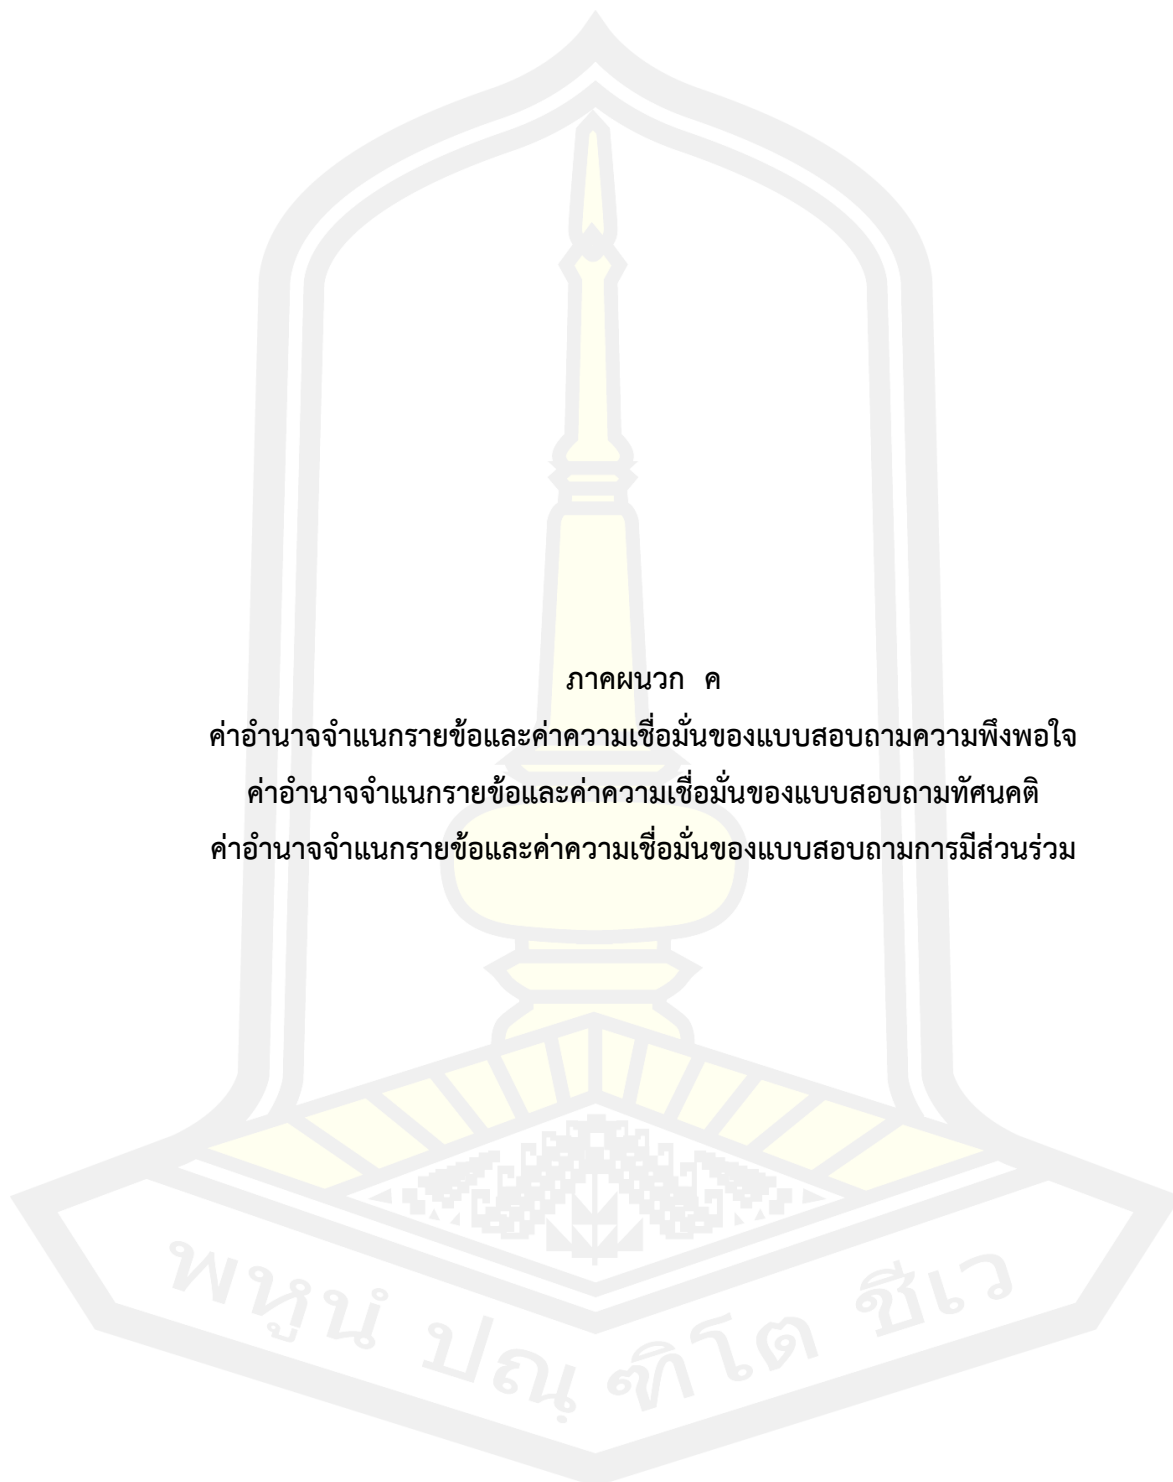 ภาคผนวก ค
ค่าอำนาจจำแนกรายข้อและค่าความเชื่อมั่นของแบบสอบถามความพึงพอใจ
ค่าอำนาจจำแนกรายข้อและค่าความเชื่อมั่นของแบบสอบถามทัศนคติ
ค่าอำนาจจำแนกรายข้อและค่าความเชื่อมั่นของแบบสอบถามการมีส่วนร่วม
พหูนํ ปณฺฑิโต ชีเว